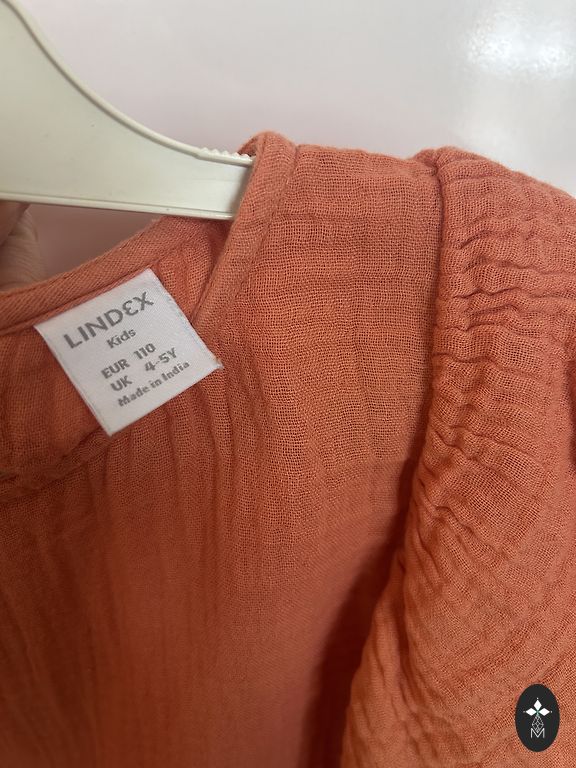 LINDEX
Kids
EUR 110
UK 4-5Y
Made in India
M